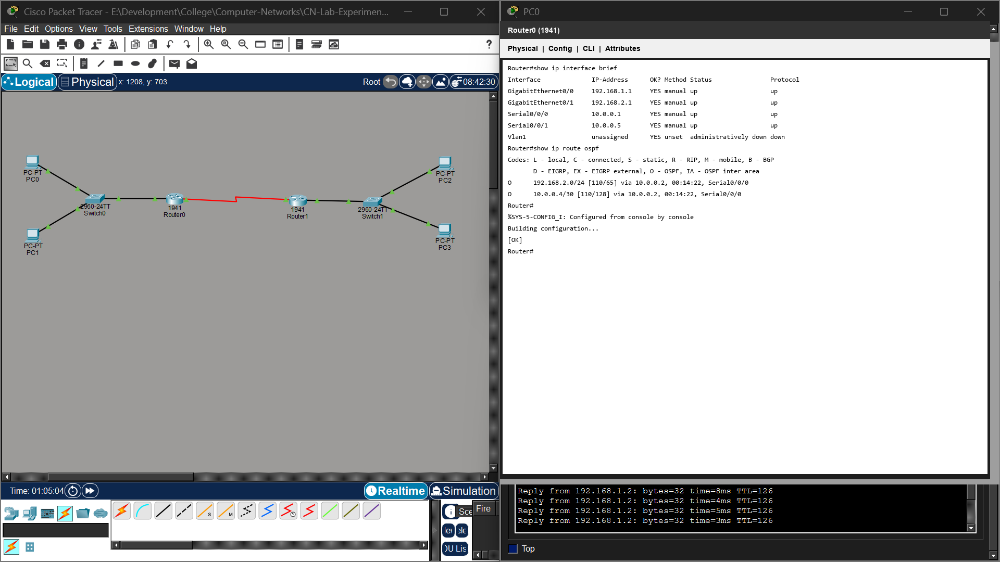 Cisco Packet Tracer - E:\Development\College\Computer-Networks\CN-Lab-Experimen...
File Edit Options View Tools Extensions Window Help
?
Logical Physical x: 1208, y: 703 Root 08:42:30
PC-PT
PC0
PC-PT
PC1
2960-24TT
Switch0
1941
Router0
1941
Router1
2960-24TT
Switch1
PC-PT
PC2
PC-PT
PC3
Time: 01:05:04 Realtime Simulation
S M
Sce Fire
PC0
Router0 (1941)
Physical | Config | CLI | Attributes
Router#show ip interface brief
Interface IP-Address OK? Method Status Protocol
GigabitEthernet0/0 192.168.1.1 YES manual up up
GigabitEthernet0/1 192.168.2.1 YES manual up up
Serial0/0/0 10.0.0.1 YES manual up up
Serial0/0/1 10.0.0.5 YES manual up up
Vlan1 unassigned YES unset administratively down down
Router#show ip route ospf
Codes: L - local, C - connected, S - static, R - RIP, M - mobile, B - BGP
D - EIGRP, EX - EIGRP external, O - OSPF, IA - OSPF inter area
O 192.168.2.0/24 [110/65] via 10.0.0.2, 00:14:22, Serial0/0/0
O 10.0.0.4/30 [110/128] via 10.0.0.2, 00:14:22, Serial0/0/0
Router#
%SYS-5-CONFIG_I: Configured from console by console
Building configuration...
[OK]
Router#
Reply from 192.168.1.2: bytes=32 time=8ms TTL=126
Reply from 192.168.1.2: bytes=32 time=4ms TTL=126
Reply from 192.168.1.2: bytes=32 time=5ms TTL=126
Reply from 192.168.1.2: bytes=32 time=3ms TTL=126
Top